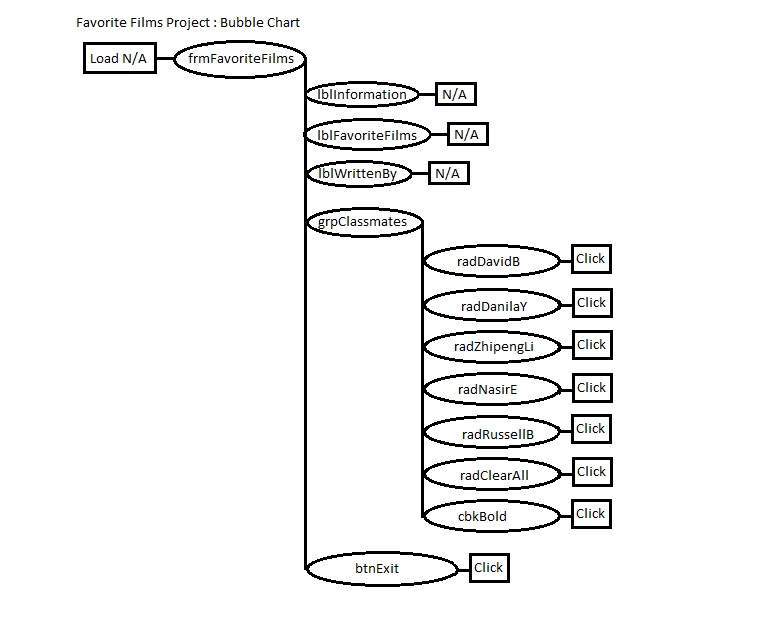 Favorite Films Project : Bubble Chart
Load N/A
frmFavoriteFilms
lblInformation
N/A
lblFavoriteFilms
N/A
lblWrittenBy
N/A
grpClassmates
radDavidB
Click
radDanilaY
Click
radZhipengLi
Click
radNasirE
Click
radRussellB
Click
radClearAll
Click
cbkBold
Click
btnExit
Click